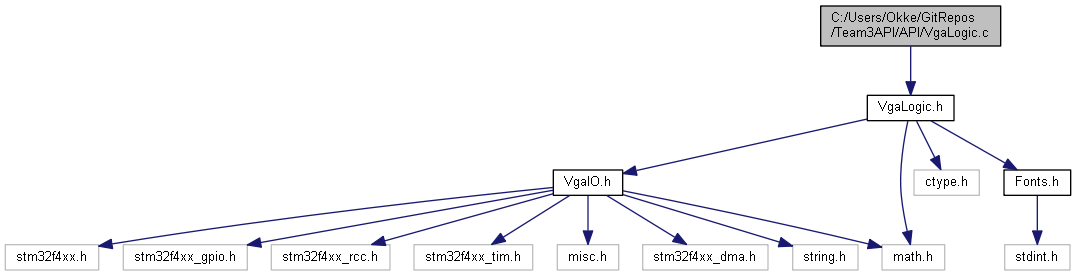 C:/Users/Okke/GitRepos
/Team3API/API/VgaLogic.c
VgaLogic.h
VgaIO.h
ctype.h
Fonts.h
stm32f4xx.h
stm32f4xx_gpio.h
stm32f4xx_rcc.h
stm32f4xx_tim.h
misc.h
stm32f4xx_dma.h
string.h
math.h
stdint.h